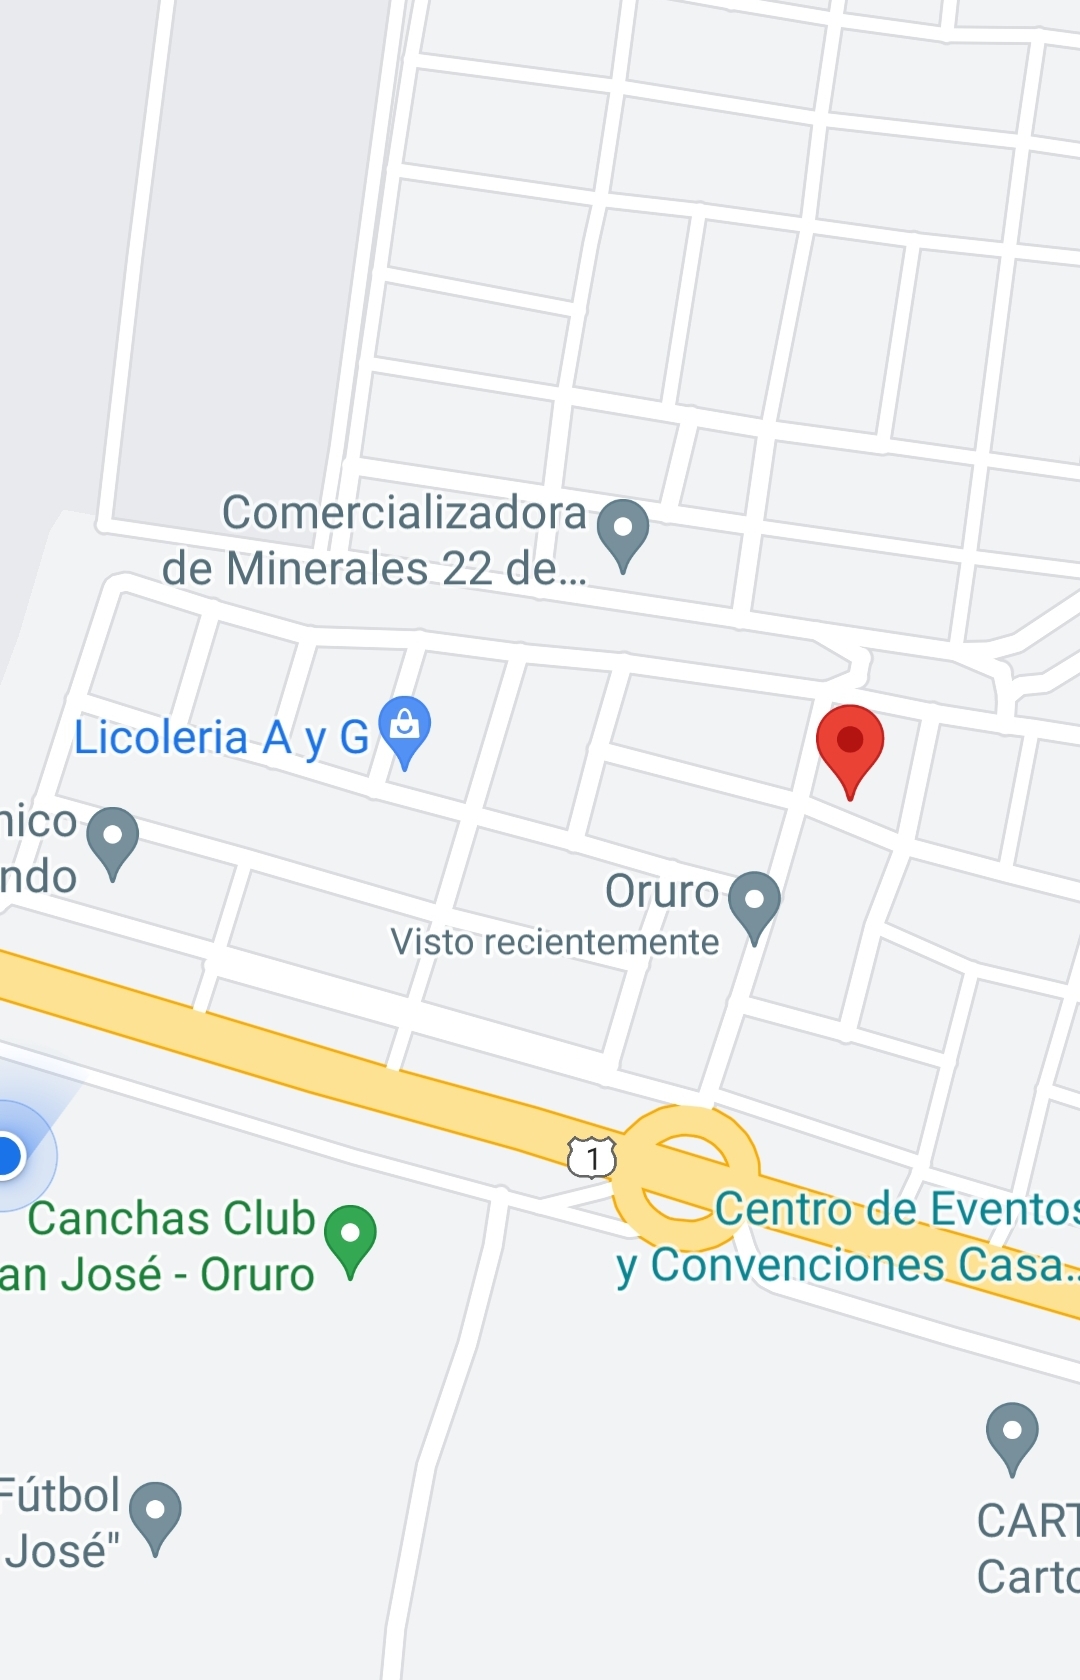 Comercializadora
de Minerales 22 de...
Licoleria A y G
nico
ndo
Oruro
Visto recientemente
1
Canchas Club
an José - Oruro
Centro de Eventos
y Convenciones Casa...
Fútbol
José"
CART
Carto